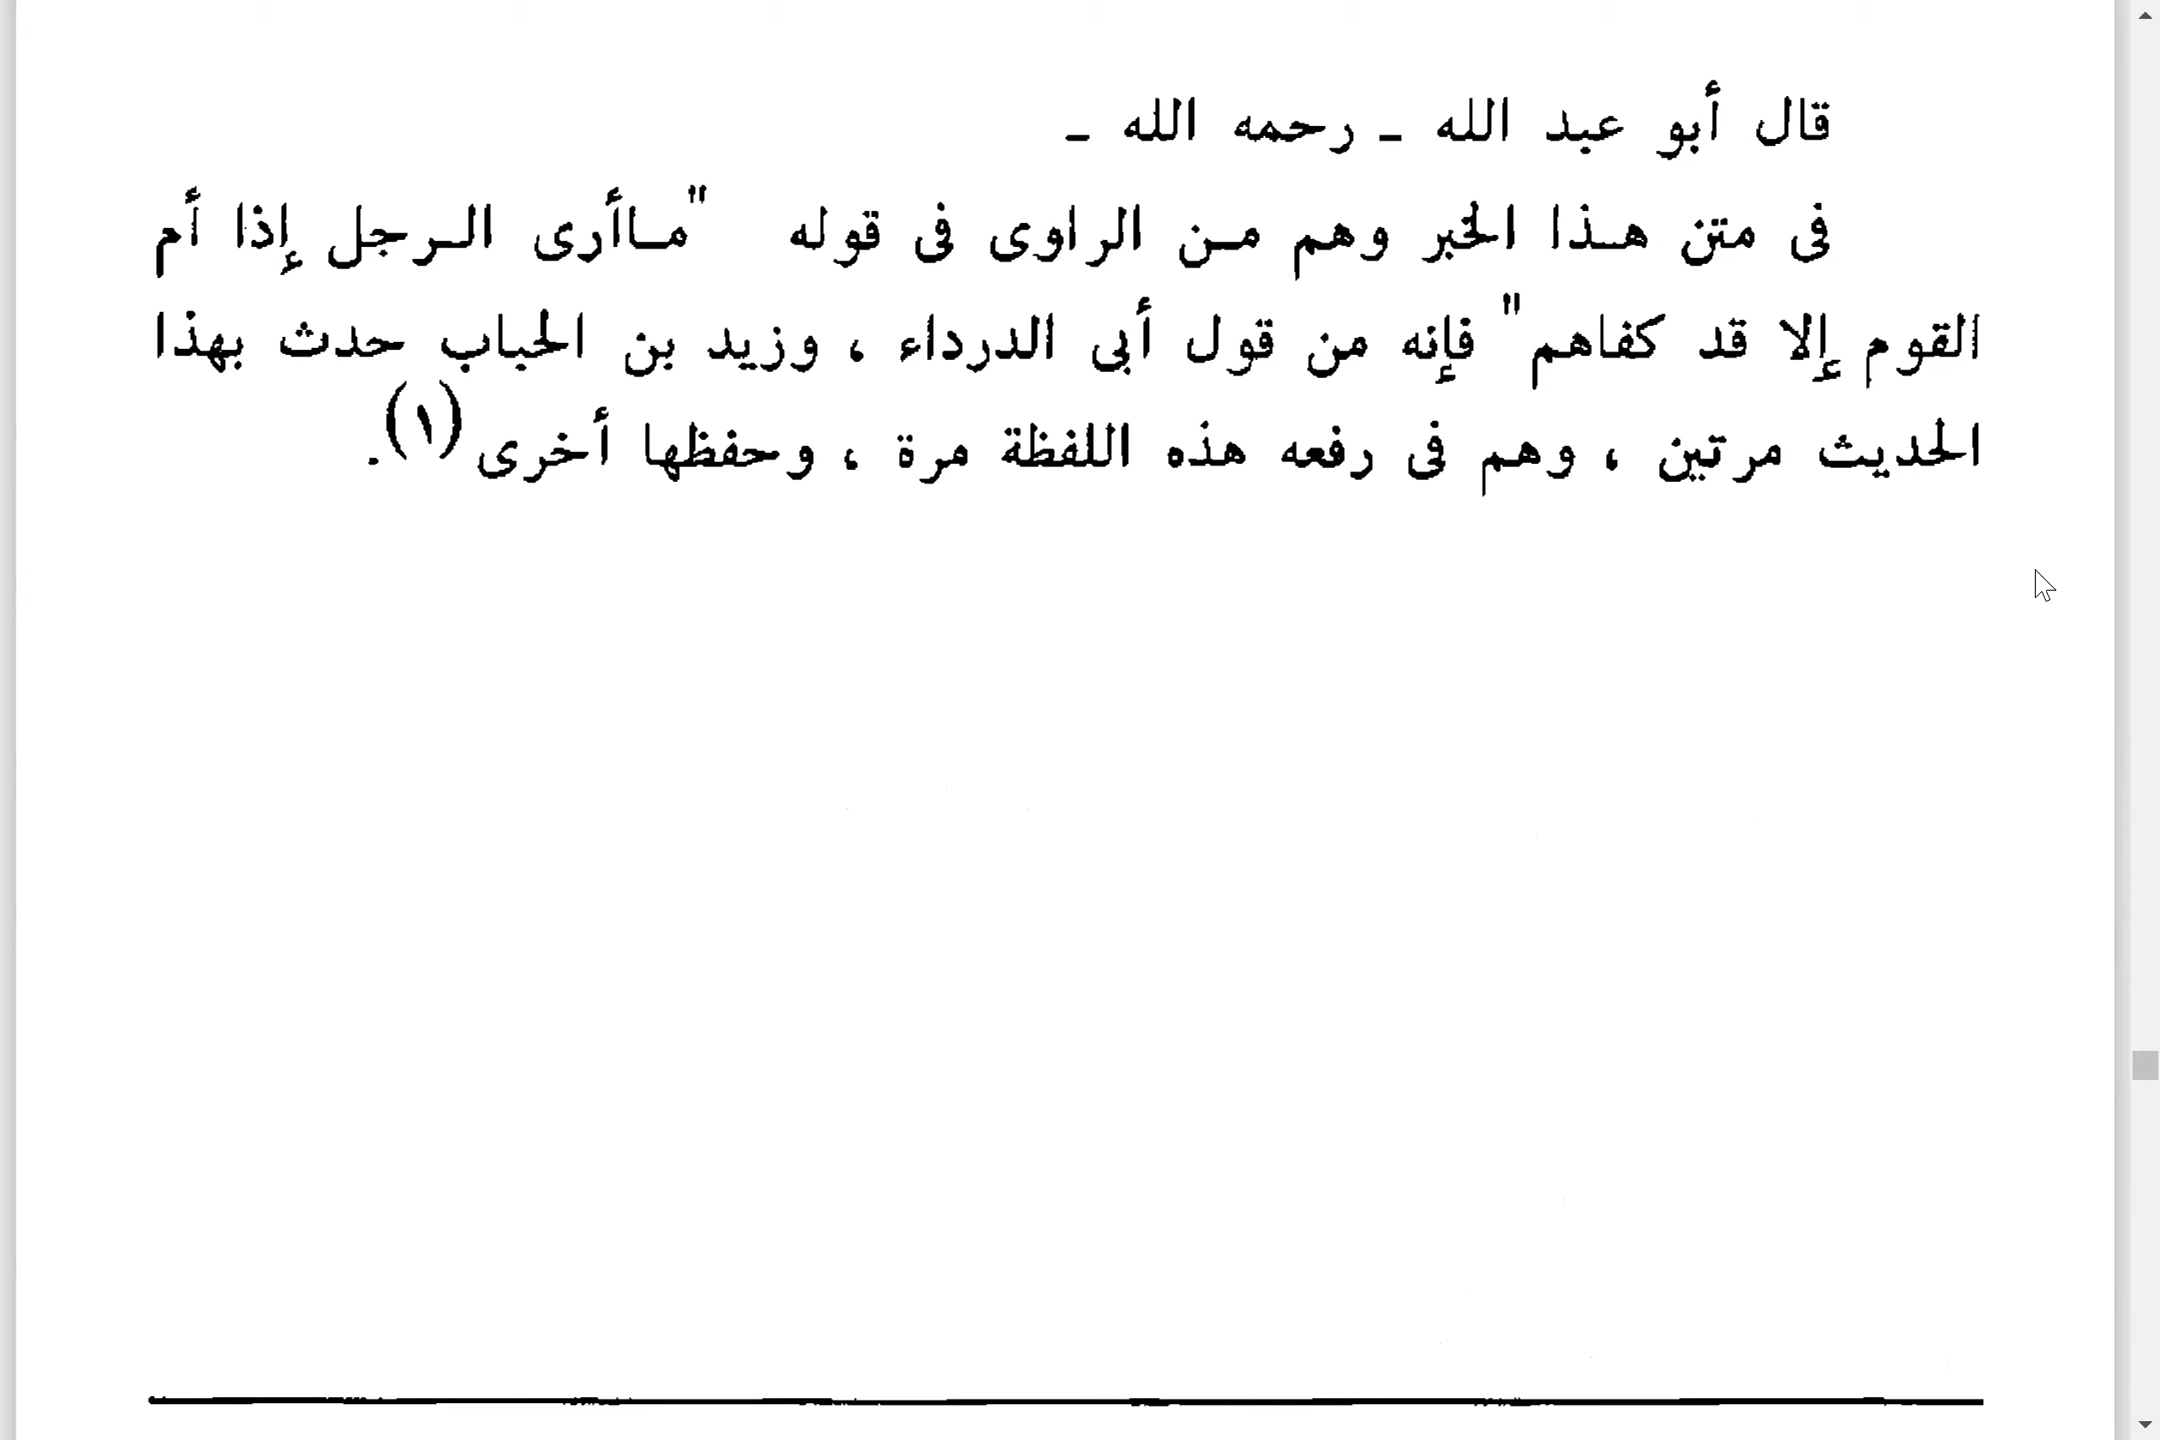 قال أبو عبد الله ـ رحمه الله ـ
فى متن هـذا الخبر وهم مـن الراوى فى قوله "مـاأرى الـرجل إذا أم
القوم إلا قد كفاهم" فإنه من قول أبى الدرداء ، وزيد بن الحباب حدث بهذا
الحديث مرتين ، وهم فى رفعه هذه اللفظة مرة ، وحفظها أخرى(١).